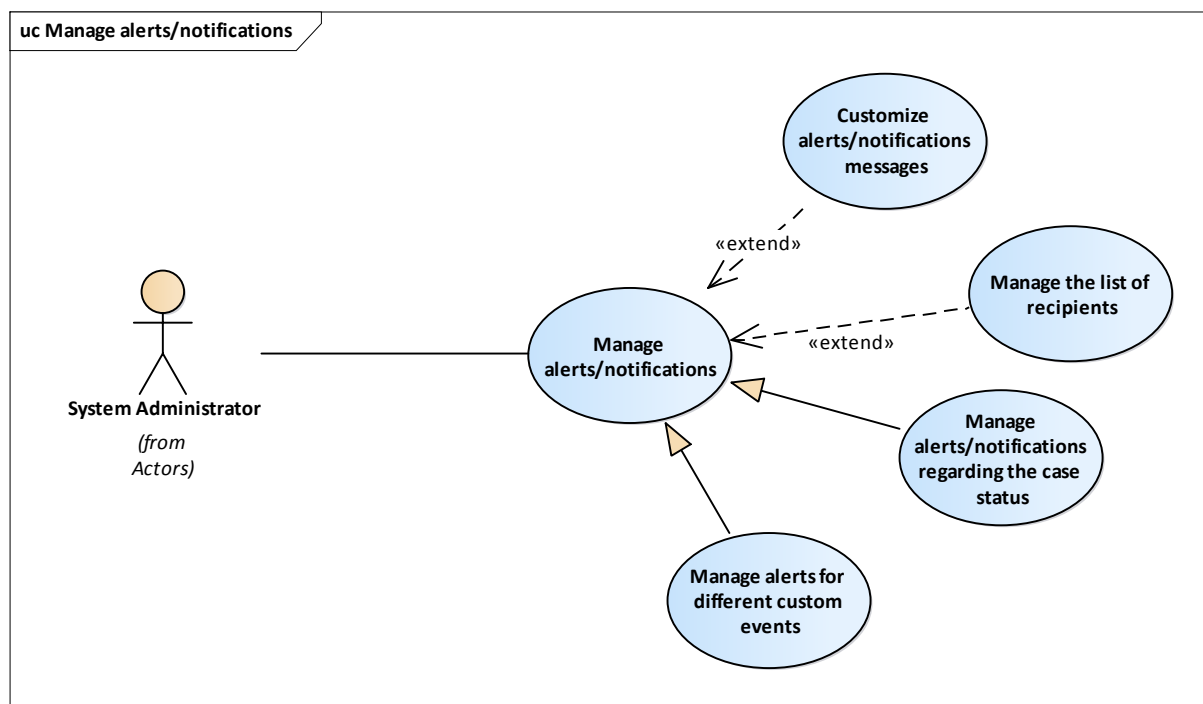 uc Manage alerts/notifications
Customize
alerts/notifications
messages
«extend»
Manage the list of
recipients
«extend»
Manage
alerts/notifications
System Administrator
(from
Actors)
Manage
alerts/notifications
regarding the case
status
Manage alerts for
different custom
events